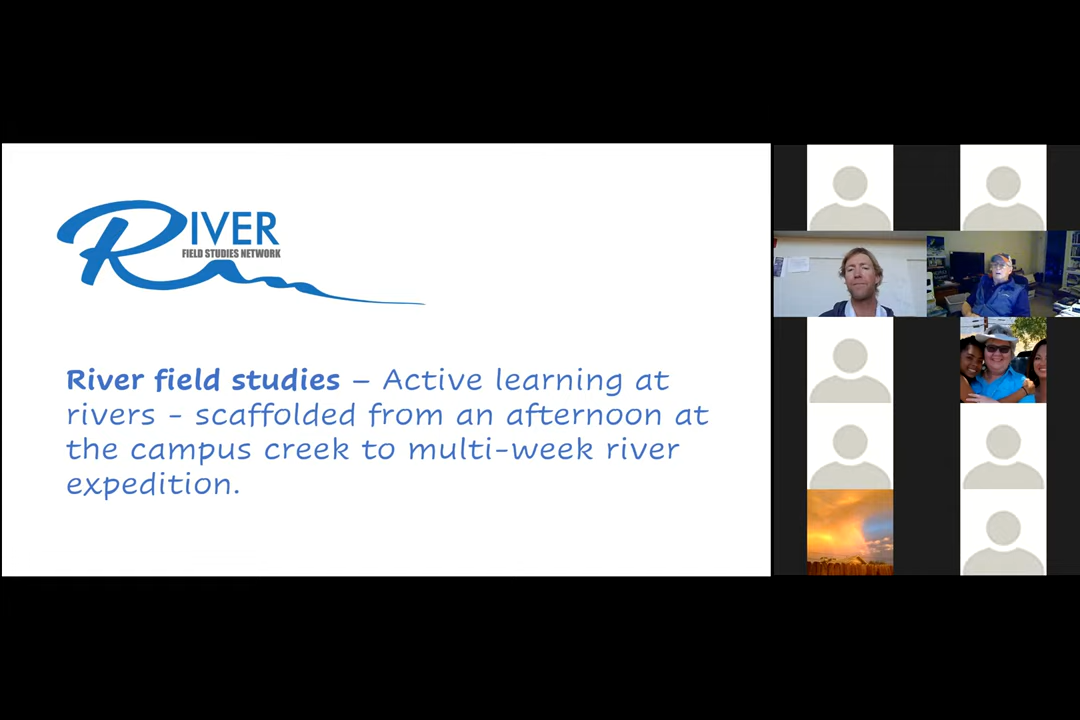 RIVER
FIELD STUDIES NETWORK
River field studies – Active learning at
rivers - scaffolded from an afternoon at
the campus creek to multi-week river
expedition.